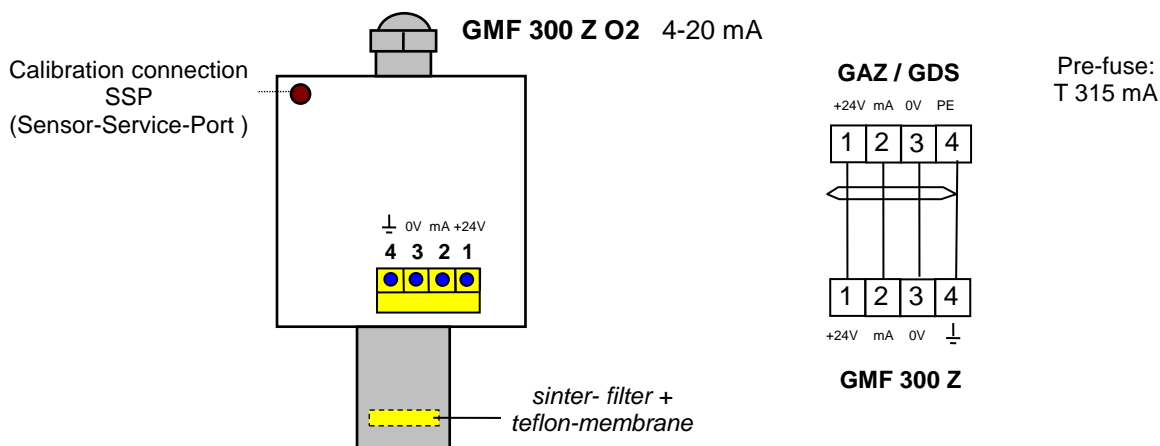 GMF 300 Z O2 4-20 mA
Calibration connection
SSP
(Sensor-Service-Port )
⏚ 0V mA +24V
4 3 2 1
sinter- filter +
teflon-membrane
GAZ / GDS
+24V mA 0V PE
1 2 3 4
1 2 3 4
+24V mA 0V ⏚
GMF 300 Z
Pre-fuse:
T 315 mA